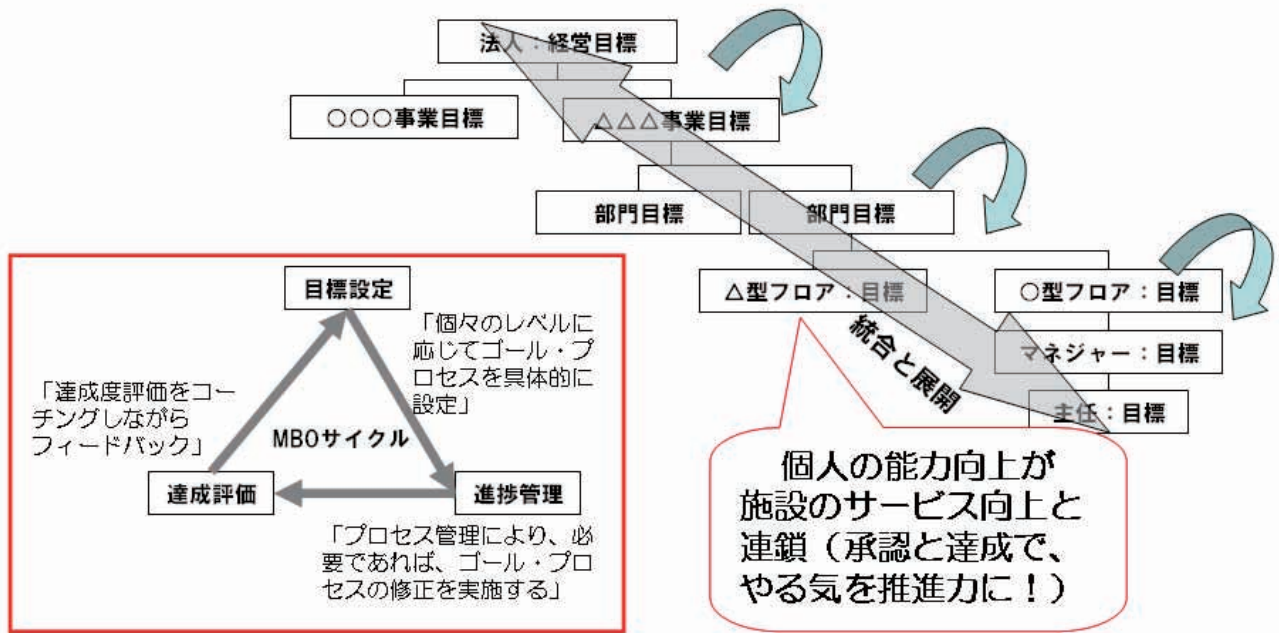 法人：経営目標
○○○事業目標
△△△事業目標
部門目標
部門目標
△型フロア：目標
○型フロア：目標
マネジャー：目標
主任：目標
統合と展開
目標設定
「個々のレベルに
応じてゴール・プ
ロセスを具体的に
設定」
「達成度評価をコー
チングしながら
フィードバック」
MBOサイクル
達成評価
進捗管理
「プロセス管理により、必
要であれば、ゴール・プロ
セスの修正を実施する」
個人の能力向上が
施設のサービス向上と
連鎖（承認と達成で、
やる気を推進力に！）